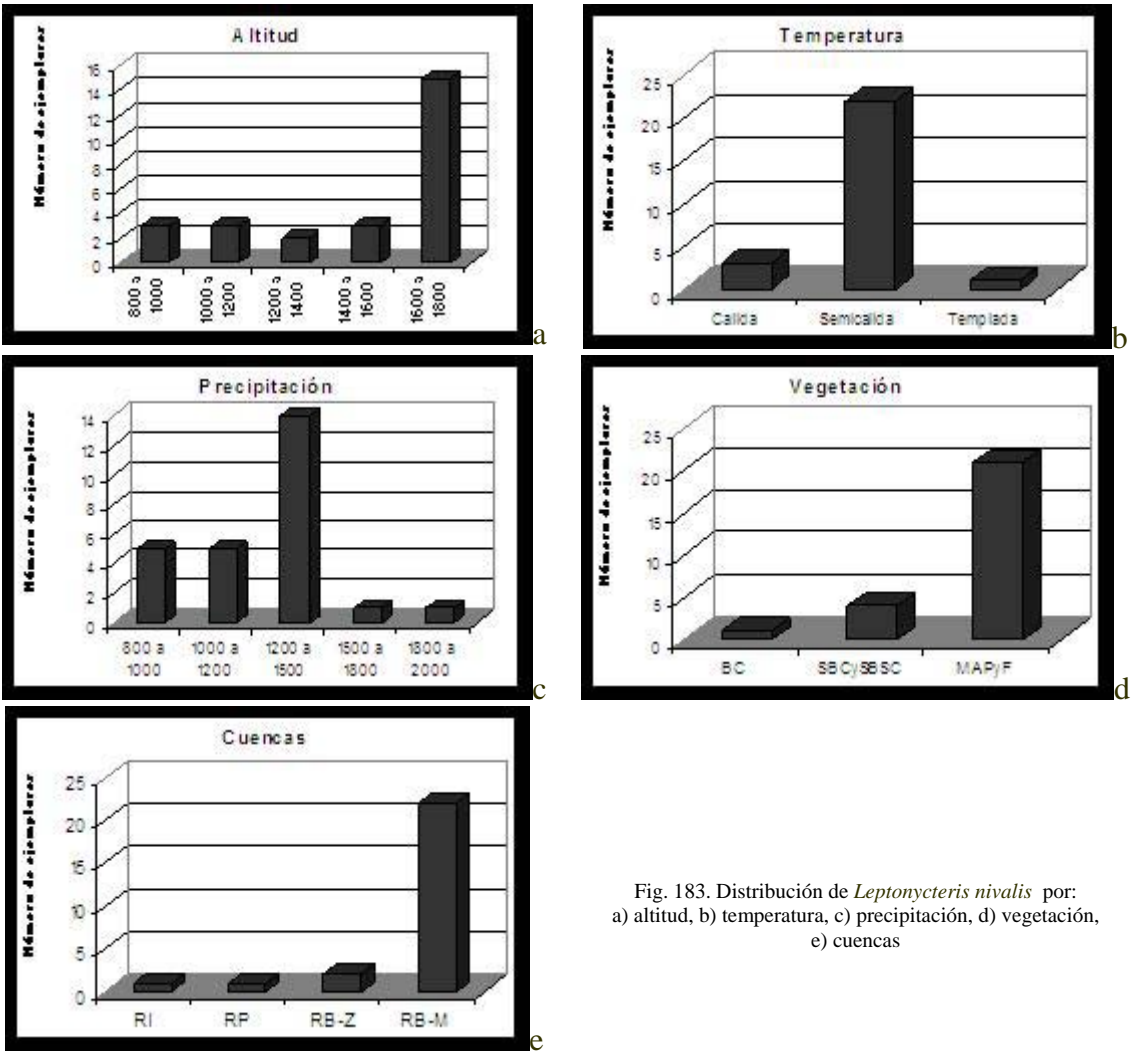 Altitud
Número de ejemplares
16
14
12
10
8
6
4
2
0
800 a 1000
1000 a 1200
1200 a 1400
1400 a 1600
1600 a 1800
a
Temperatura
Número de ejemplares
25
20
15
10
5
0
Calida Semicalida Templada
b
Precipitación
Número de ejemplares
14
12
10
8
6
4
2
0
800 a 1000 a 1200 a 1500 a 1800 a
1000 1200 1500 1800 2000
c
Vegetación
Número de ejemplares
25
20
15
10
5
0
BC SBCySBSC MAPyF
d
Cuencas
Número de ejemplares
25
20
15
10
5
0
RI RP RB-Z RB-M
e
Fig. 183. Distribución de Leptonycteris nivalis por:
a) altitud, b) temperatura, c) precipitación, d) vegetación,
e) cuencas